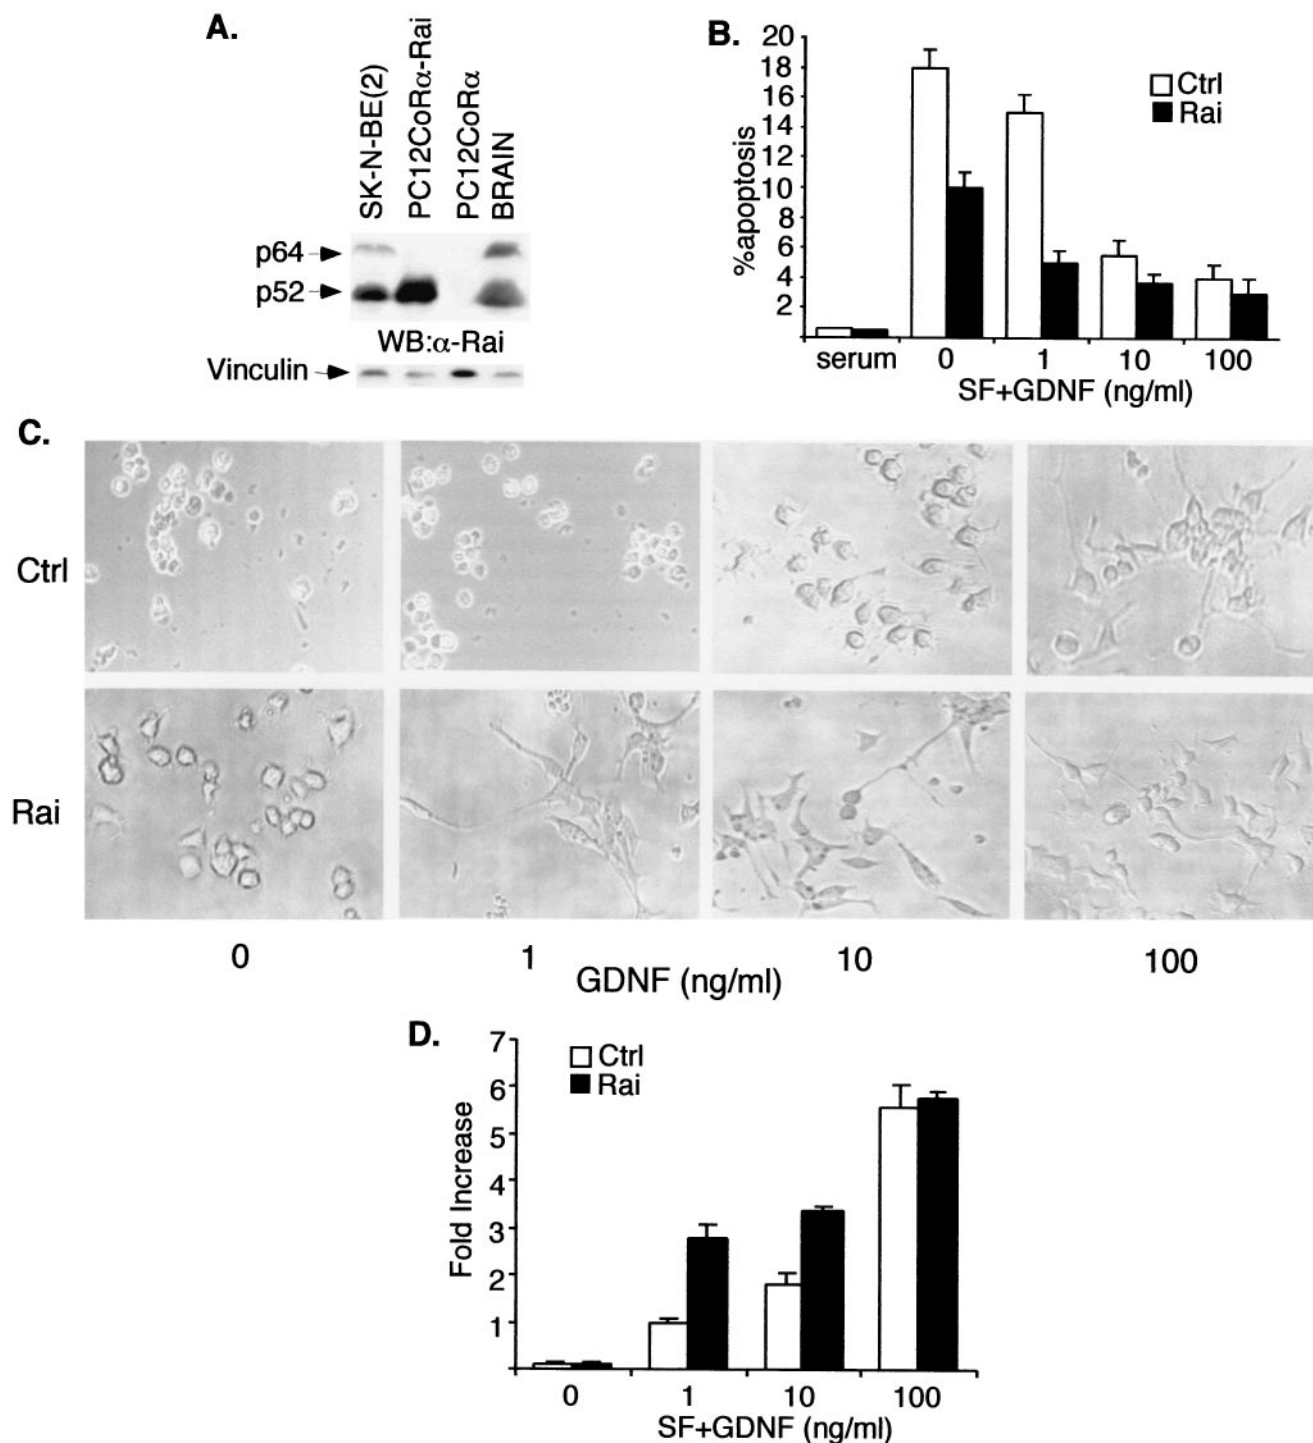 A.
SK-N-BE(2)
PC12CoRα-Rai
PC12CoRα
BRAIN
p64
p52
WB:α-Rai
Vinculin
B.
20
18
16
14
12
10
8
6
4
2
%apoptosis
Ctrl
Rai
serum 0 1 10 100
SF+GDNF (ng/ml)
C.
Ctrl
Rai
0 1 10 100
GDNF (ng/ml)
D.
7
6
5
4
3
2
1
Fold Increase
Ctrl
Rai
0 1 10 100
SF+GDNF (ng/ml)